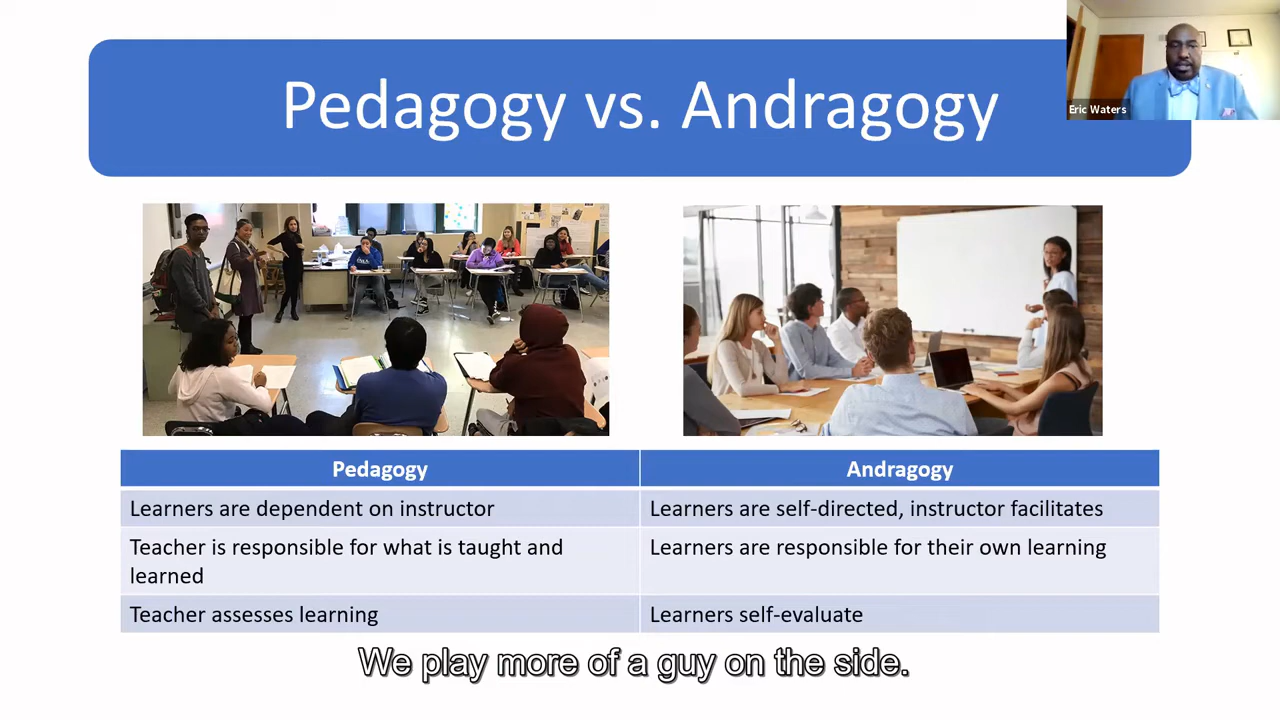 Pedagogy vs. Andragogy
Eric Waters
Pedagogy
Andragogy
Learners are dependent on instructor
Learners are self-directed, instructor facilitates
Teacher is responsible for what is taught and
learned
Learners are responsible for their own learning
Teacher assesses learning
Learners self-evaluate
We play more of a guy on the side.